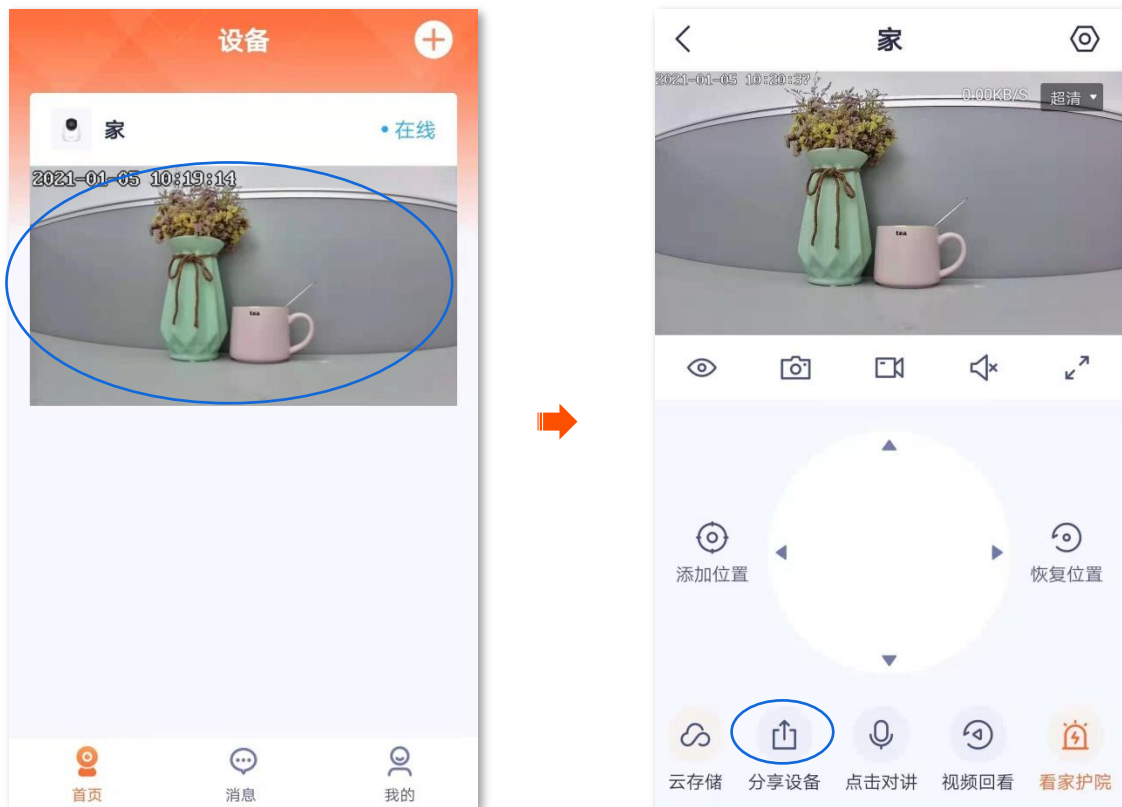 设备
家
在线
2021-01-05 10:19:14
tea
首页
消息
我的
家
2021-01-05 10:20:37
0.00KB/S
超清
tea
添加位置
恢复位置
云存储
分享设备
点击对讲
视频回看
看家护院